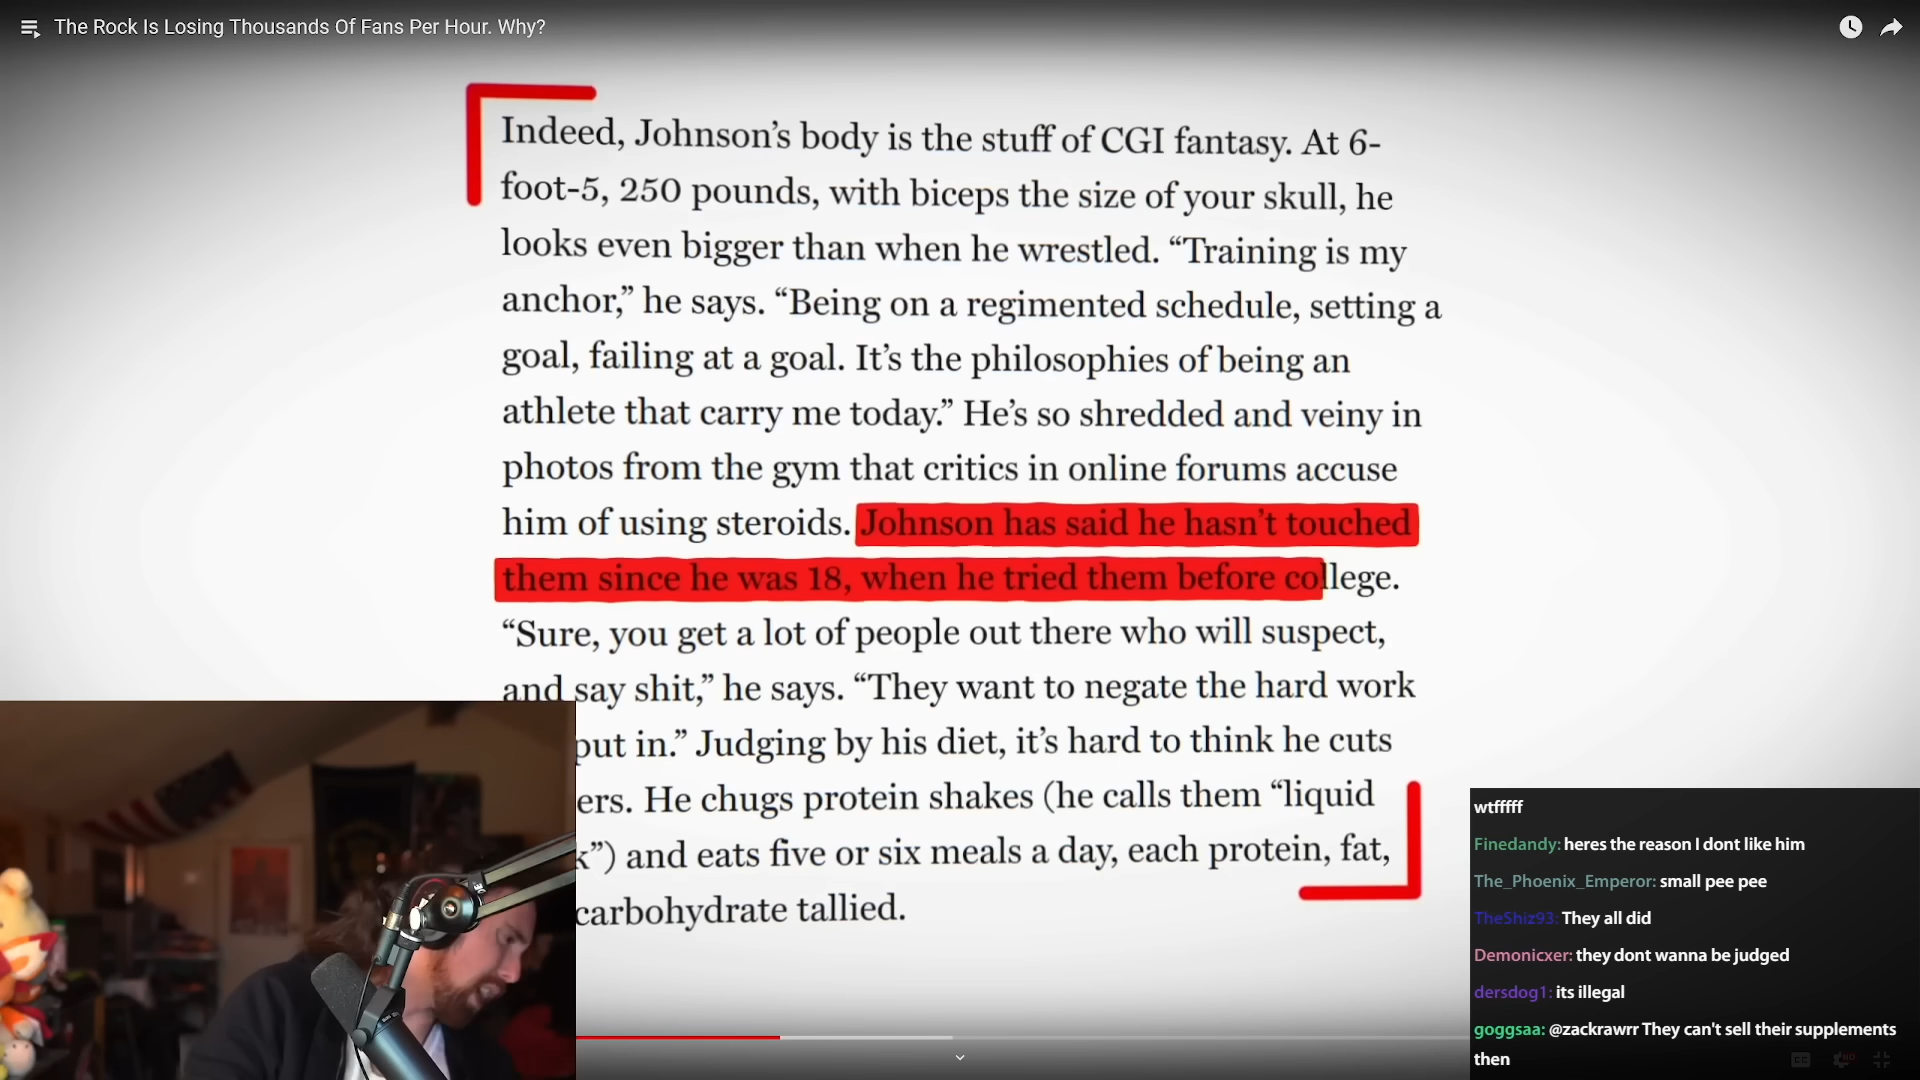 The Rock Is Losing Thousands Of Fans Per Hour. Why?
Indeed, Johnson’s body is the stuff of CGI fantasy. At 6-
foot-5, 250 pounds, with biceps the size of your skull, he
looks even bigger than when he wrestled. “Training is my
anchor,” he says. “Being on a regimented schedule, setting a
goal, failing at a goal. It’s the philosophies of being an
athlete that carry me today.” He’s so shredded and veiny in
photos from the gym that critics in online forums accuse
him of using steroids. Johnson has said he hasn’t touched
them since he was 18, when he tried them before college.
“Sure, you get a lot of people out there who will suspect,
and say shit,” he says. “They want to negate the hard work
put in.” Judging by his diet, it’s hard to think he cuts
ers. He chugs protein shakes (he calls them “liquid
k”) and eats five or six meals a day, each protein, fat,
carbohydrate tallied.
wtfffff
Finedandy: heres the reason I dont like him
The_Phoenix_Emperor: small pee pee
TheShiz93: They all did
Demonicxer: they dont wanna be judged
dersdog1: its illegal
goggsaa: @zackrawrr They can't sell their supplements
then